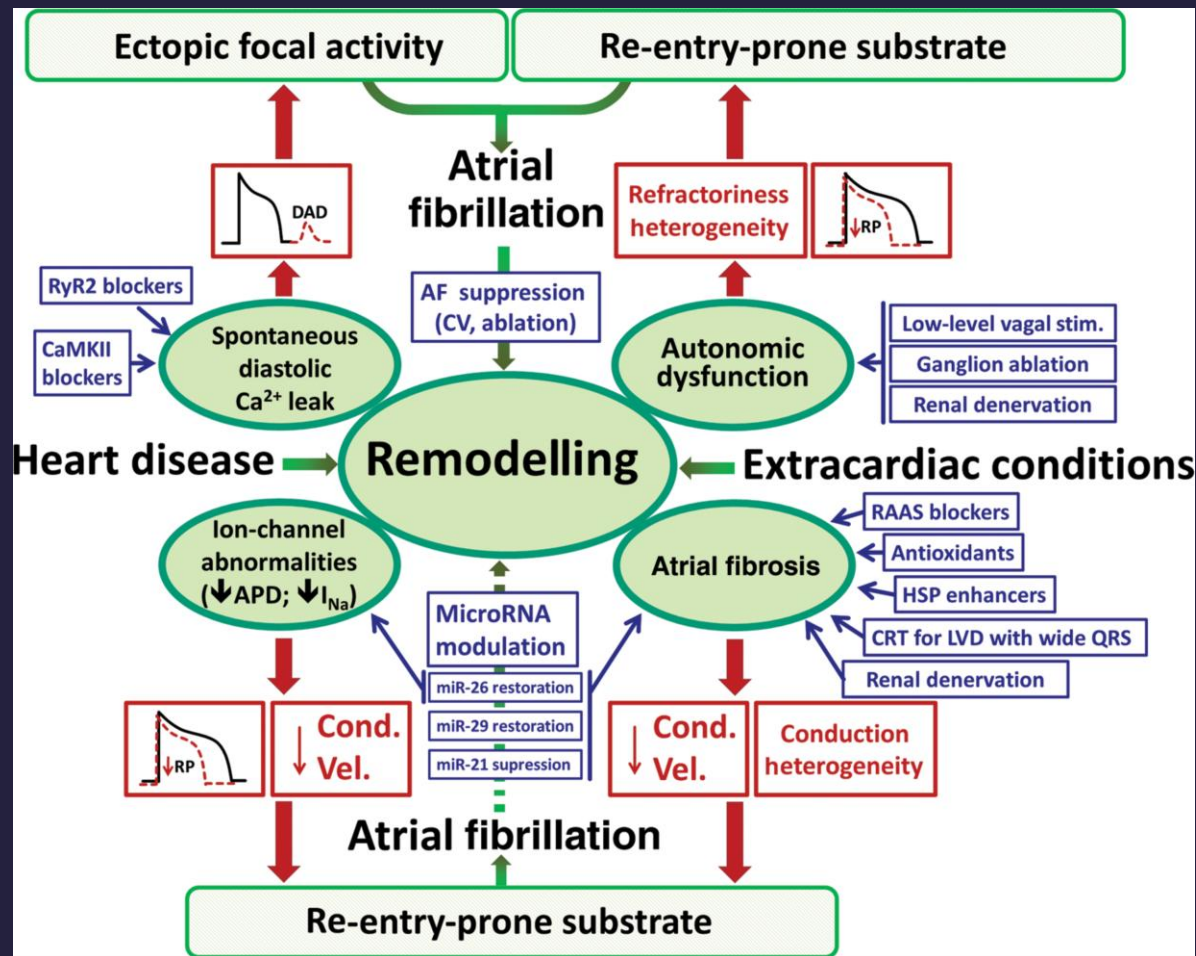 Ectopic focal activity
Re-entry-prone substrate
DAD
Atrial
fibrillation
Refractoriness
heterogeneity
↓RP
RyR2 blockers
CaMKII
blockers
Spontaneous
diastolic
Ca²⁺ leak
AF suppression
(CV, ablation)
Autonomic
dysfunction
Low-level vagal stim.
Ganglion ablation
Renal denervation
Heart disease
Remodelling
Extracardiac conditions
Ion-channel
abnormalities
(↓APD; ↓I_Na)
MicroRNA
modulation
miR-26 restoration
miR-29 restoration
miR-21 supression
Atrial fibrosis
RAAS blockers
Antioxidants
HSP enhancers
CRT for LVD with wide QRS
Renal denervation
↓RP
↓ Cond.
Vel.
↓ Cond.
Vel.
Conduction
heterogeneity
Atrial fibrillation
Re-entry-prone substrate